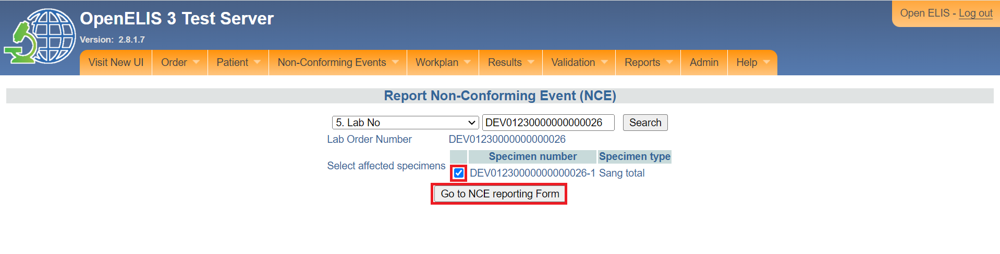 OpenELIS 3 Test Server
Open ELIS - Log out
Version: 2.8.1.7
Visit New UI Order Patient Non-Conforming Events Workplan Results Validation Reports Admin Help
Report Non-Conforming Event (NCE)
5. Lab No DEV01230000000000026 Search
Lab Order Number DEV01230000000000026
Specimen number Specimen type
Select affected specimens
DEV01230000000000026-1 Sang total
Go to NCE reporting Form